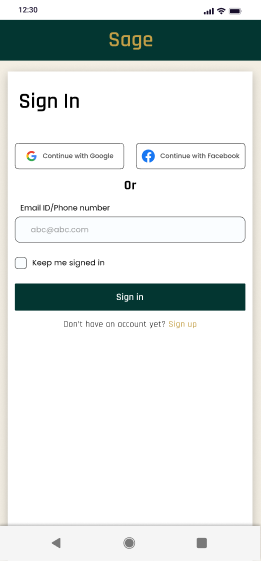 12:30
Sage
Sign In
Continue with Google
Continue with Facebook
Or
Email ID/Phone number
abc@abc.com
Keep me signed in
Sign in
Don't have an account yet? Sign up